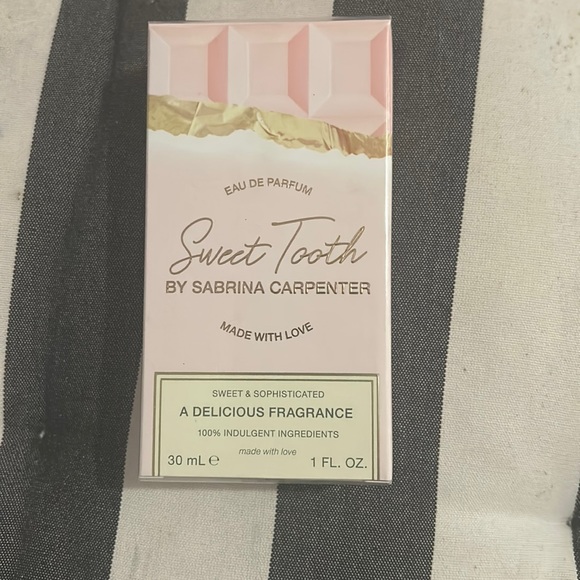 EAU DE PARFUM
Sweet Tooth
BY SABRINA CARPENTER
MADE WITH LOVE
SWEET & SOPHISTICATED
A DELICIOUS FRAGRANCE
100% INDULGENT INGREDIENTS
made with love
30 mL ℮ 1 FL. OZ.